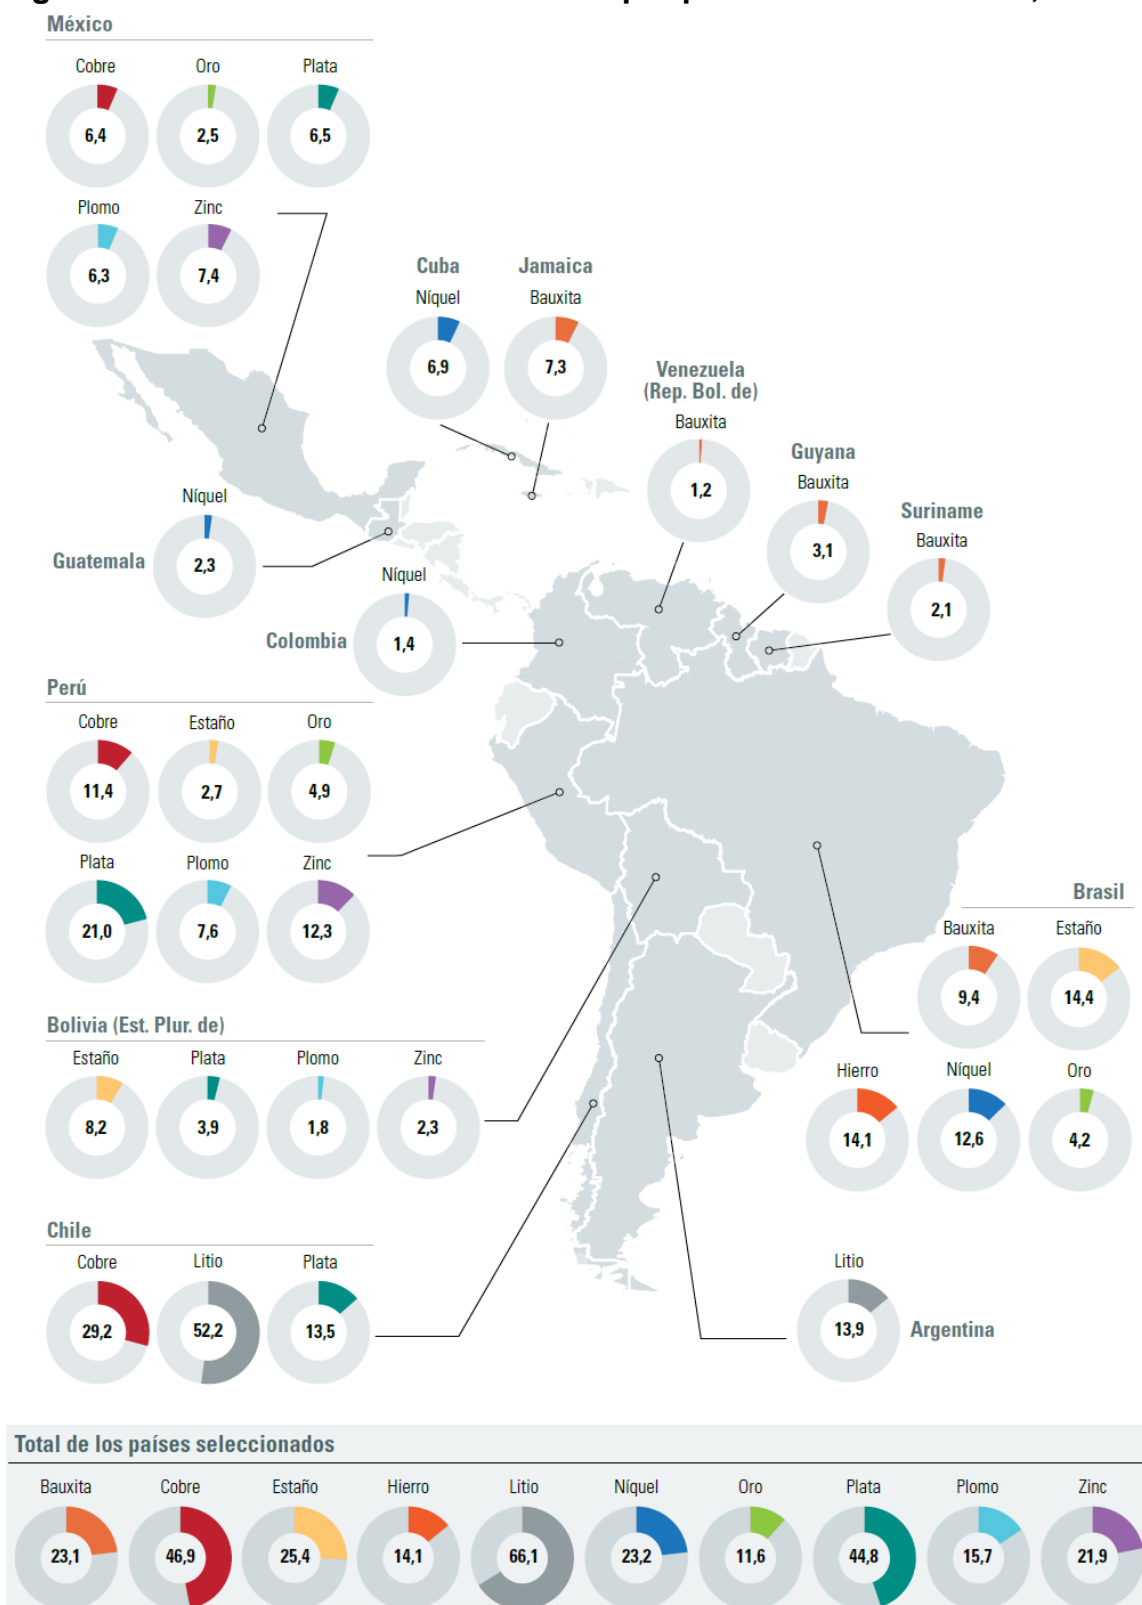 México
Cobre Oro Plata
6,4 2,5 6,5
Plomo Zinc
6,3 7,4
Cuba Jamaica
Níquel Bauxita
6,9 7,3
Venezuela
(Rep. Bol. de)
Bauxita
1,2
Guyana
Bauxita
3,1
Suriname
Bauxita
2,1
Níquel
Guatemala 2,3
Níquel
Colombia 1,4
Perú
Cobre Estaño Oro
11,4 2,7 4,9
Plata Plomo Zinc
21,0 7,6 12,3
Brasil
Bauxita Estaño
9,4 14,4
Hierro Níquel Oro
14,1 12,6 4,2
Bolivia (Est. Plur. de)
Estaño Plata Plomo Zinc
8,2 3,9 1,8 2,3
Chile
Cobre Litio Plata
29,2 52,2 13,5
Litio
13,9 Argentina
Total de los países seleccionados
Bauxita Cobre Estaño Hierro Litio Níquel Oro Plata Plomo Zinc
23,1 46,9 25,4 14,1 66,1 23,2 11,6 44,8 15,7 21,9